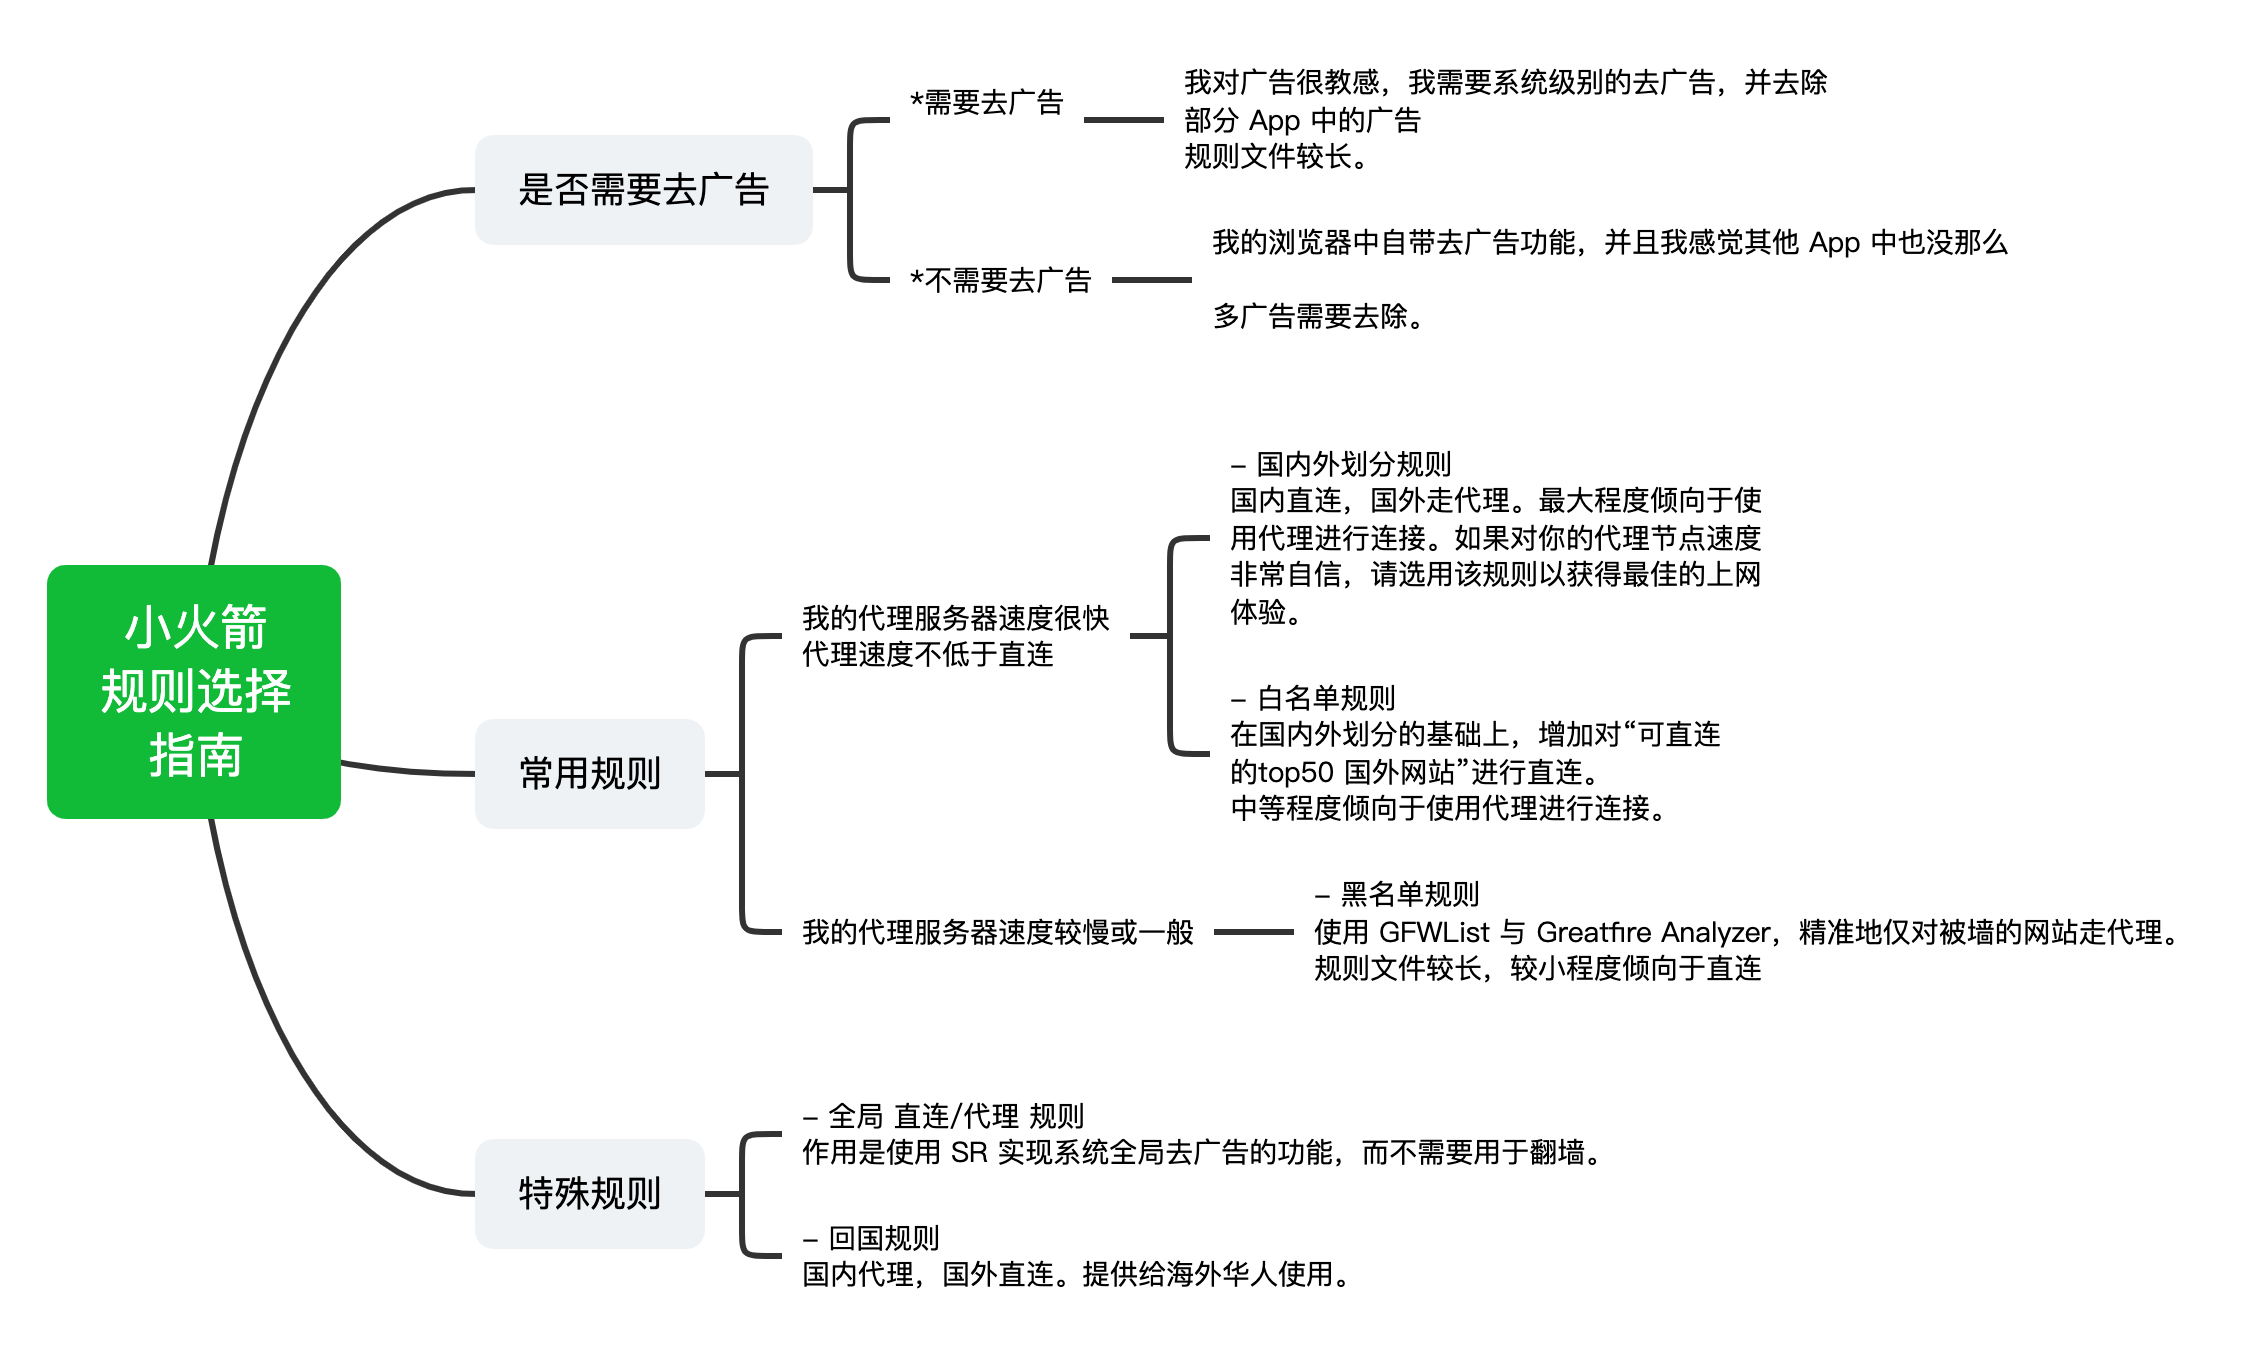 小火箭
规则选择
指南
是否需要去广告
*需要去广告
我对广告很教感，我需要系统级别的去广告，并去除
部分 App 中的广告
规则文件较长。
*不需要去广告
我的浏览器中自带去广告功能，并且我感觉其他 App 中也没那么
多广告需要去除。
常用规则
我的代理服务器速度很快
代理速度不低于直连
- 国内外划分规则
国内直连，国外走代理。最大程度倾向于使
用代理进行连接。如果对你的代理节点速度
非常自信，请选用该规则以获得最佳的上网
体验。
- 白名单规则
在国内外划分的基础上，增加对“可直连
的top50 国外网站”进行直连。
中等程度倾向于使用代理进行连接。
我的代理服务器速度较慢或一般
- 黑名单规则
使用 GFWList 与 Greatfire Analyzer，精准地仅对被墙的网站走代理。
规则文件较长，较小程度倾向于直连
特殊规则
- 全局 直连/代理 规则
作用是使用 SR 实现系统全局去广告的功能，而不需要用于翻墙。
- 回国规则
国内代理，国外直连。提供给海外华人使用。